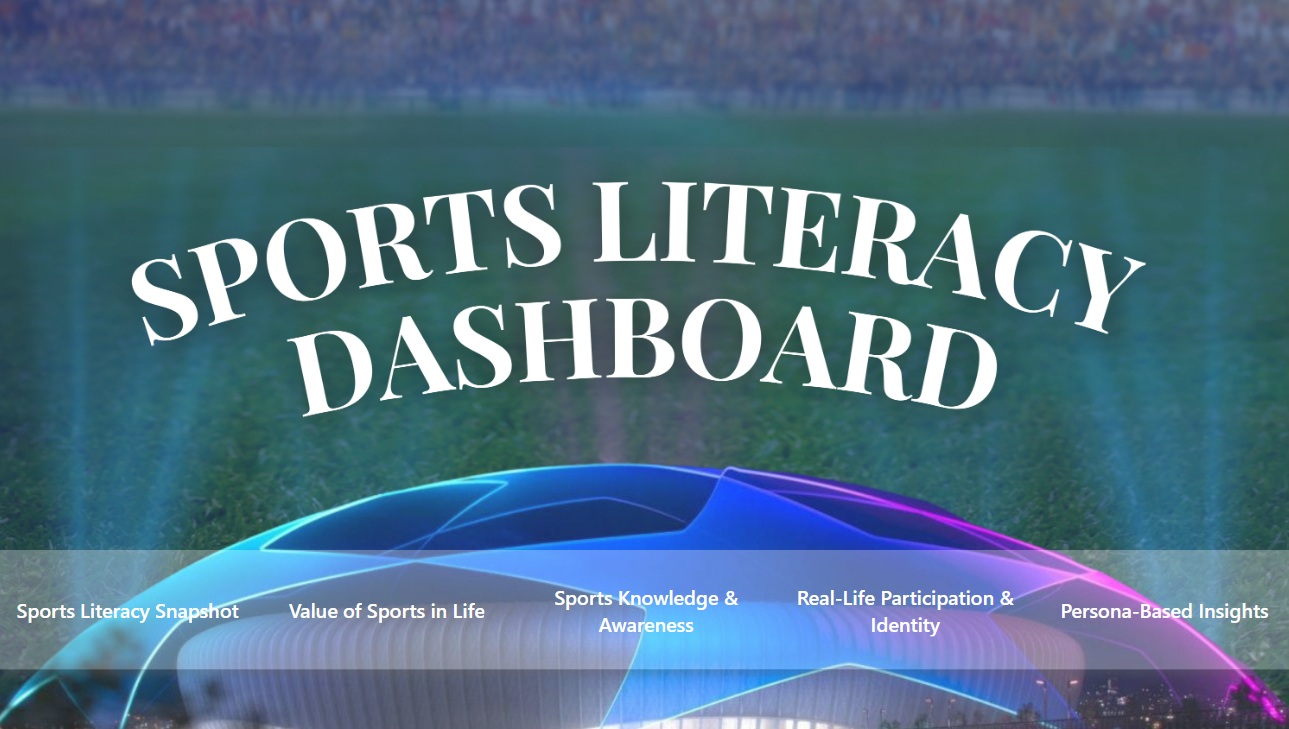 SPORTS LITERACY
DASHBOARD
Sports Literacy Snapshot
Value of Sports in Life
Sports Knowledge &
Awareness
Real-Life Participation &
Identity
Persona-Based Insights